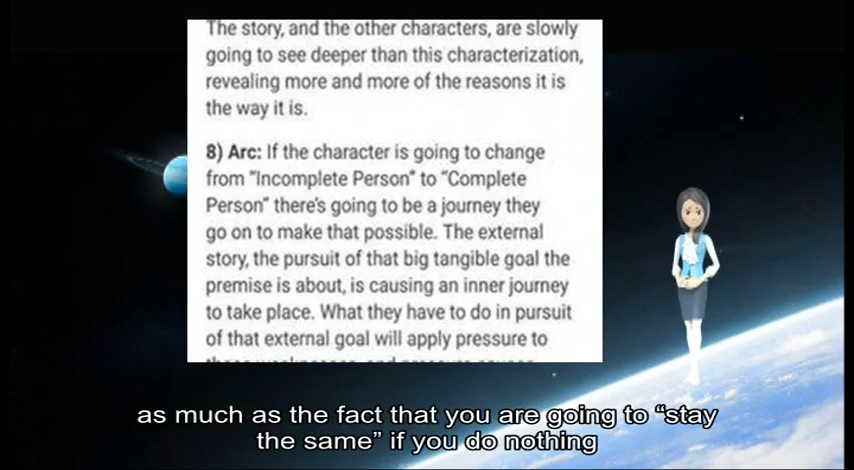 The story, and the other characters, are slowly
going to see deeper than this characterization,
revealing more and more of the reasons it is
the way it is.
8) Arc: If the character is going to change
from "Incomplete Person" to "Complete
Person" there's going to be a journey they
go on to make that possible. The external
story, the pursuit of that big tangible goal the
premise is about, is causing an inner journey
to take place. What they have to do in pursuit
of that external goal will apply pressure to
as much as the fact that you are going to “stay
the same” if you do nothing